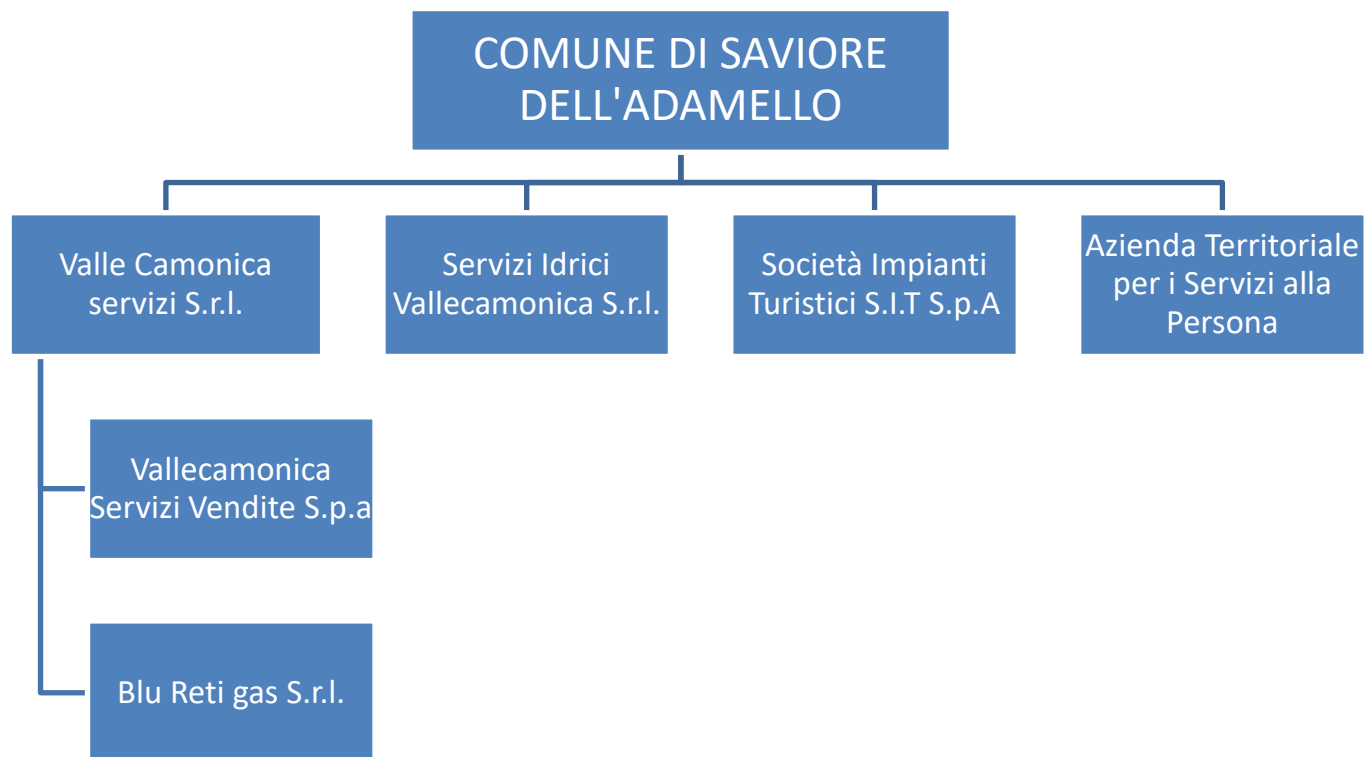 COMUNE DI SAVIORE
DELL'ADAMELLO
Valle Camonica
servizi S.r.l.
Servizi Idrici
Vallecamonica S.r.l.
Società Impianti
Turistici S.I.T S.p.A
Azienda Territoriale
per i Servizi alla
Persona
Vallecamonica
Servizi Vendite S.p.a
Blu Reti gas S.r.l.